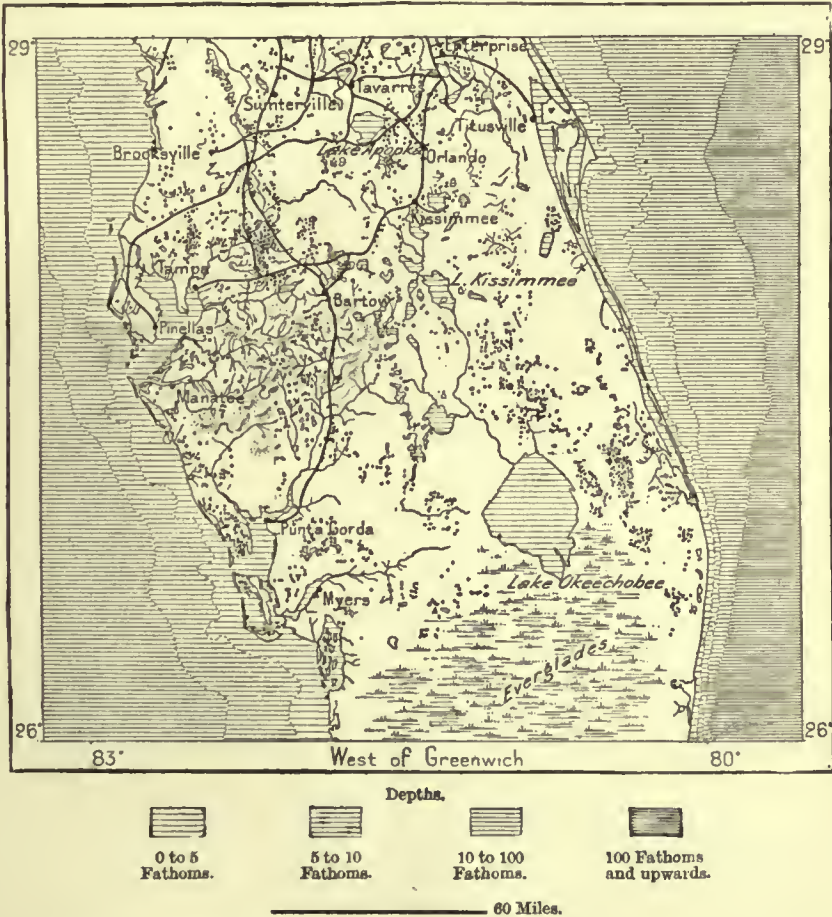 29°
29°
Enterprise
Tavarres
Sumterville
Titusville
Brooksville
Lake Apopka
Orlando
Kissimmee
Tampa
L. Kissimmee
Bartow
Pinellas
Manatee
Punta Gorda
Lake Okeechobee
Myers
Everglades
26°
26°
83°
West of Greenwich
80°
Depths.
0 to 5
Fathoms.
5 to 10
Fathoms.
10 to 100
Fathoms.
100 Fathoms
and upwards.
60 Miles.